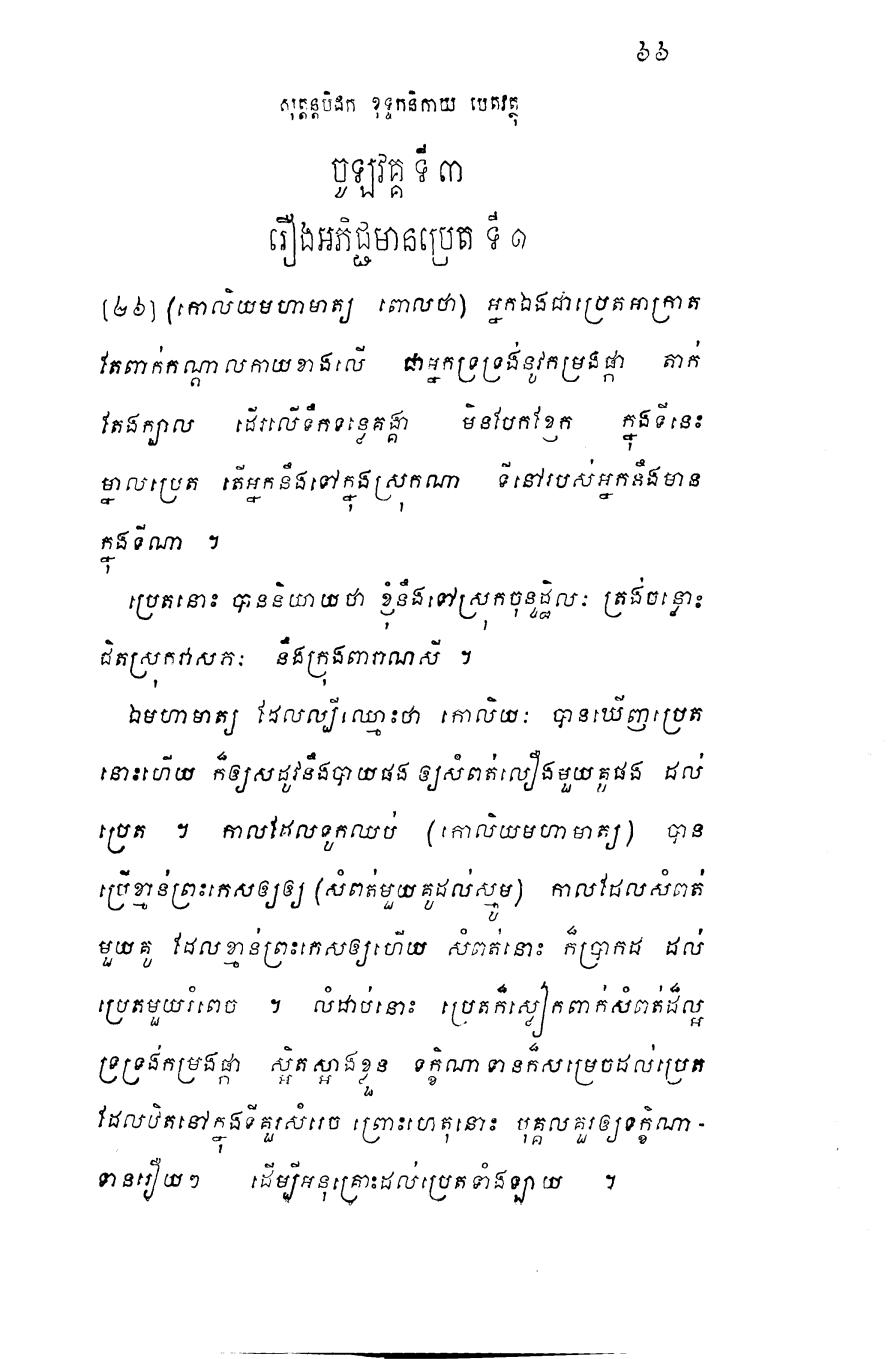 ៦៦
សុត្តន្តបិដក ខុទ្ទកនិកាយ បេតវត្ថុ
ចូឡវគ្គ ទី ៣
រឿងអភិជ្ជមានប្រេត ទី ១
[២៦] (កោលិយមហាមាត្យ ពោលថា) អ្នកឯងជាប្រេតអាក្រាត
តែពាក់កណ្តាលកាយខាងលើ ជាអ្នកទ្រទ្រង់នូវកម្រងផ្កា តាក់
តែងក្បាល ដើរលើទឹកទន្លេគង្គា មិនបែកខ្ញែក ក្នុងទីនេះ
ម្នាលប្រេត តើអ្នកនឹងទៅក្នុងស្រុកណា ទីនៅរបស់អ្នកនឹងមាន
ក្នុងទីណា ។
ប្រេតនោះ បាននិយាយថា ខ្ញុំនឹងទៅស្រុកចុន្ទដ្ឋិលៈ ត្រង់ចន្លោះ
ជិតស្រុកវាសភៈ នឹងក្រុងពារាណសី ។
ឯមហាមាត្យ ដែលល្បីឈ្មោះថា កោលិយៈ បានឃើញប្រេត
នោះហើយ ក៏ឲ្យសដូវនឹងបាយផង ឲ្យសំពត់លឿងមួយគូផង ដល់
ប្រេត ។ កាលដែលទូកឈប់ (កោលិយមហាមាត្យ) បាន
ប្រើខ្មាន់ព្រះកេសឲ្យឲ្យ (សំពត់មួយគូដល់ស្មូម) កាលដែលសំពត់
មួយគូ ដែលខ្មាន់ព្រះកេសឲ្យហើយ សំពត់នោះ ក៏ប្រាកដ ដល់
ប្រេតមួយរំពេច ។ លំដាប់នោះ ប្រេតក៏ស្លៀកពាក់សំពត់ដ៏ល្អ
ទ្រទ្រង់កម្រងផ្កា ស្អិតស្អាងខ្លួន ទក្ខិណាទានក៏សម្រេចដល់ប្រេត
ដែលឋិតនៅក្នុងទីគួរសំរេច ព្រោះហេតុនោះ បុគ្គលគួរឲ្យទក្ខិណា-
ទានរឿយៗ ដើម្បីអនុគ្រោះដល់ប្រេតទាំងឡាយ ។